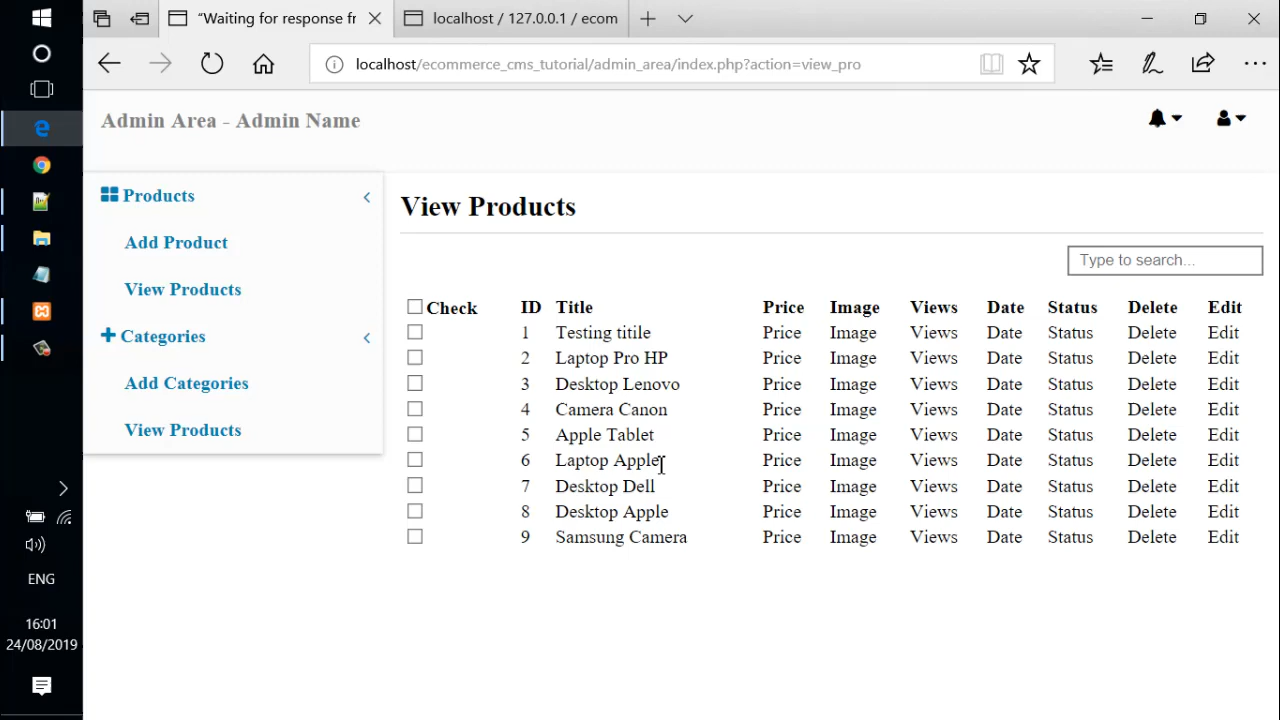 “Waiting for response fr
localhost / 127.0.0.1 / ecom
localhost/ecommerce_cms_tutorial/admin_area/index.php?action=view_pro
Admin Area - Admin Name
Products
Add Product
View Products
Categories
Add Categories
View Products
View Products
Type to search...
Check ID Title Price Image Views Date Status Delete Edit
1 Testing titile Price Image Views Date Status Delete Edit
2 Laptop Pro HP Price Image Views Date Status Delete Edit
3 Desktop Lenovo Price Image Views Date Status Delete Edit
4 Camera Canon Price Image Views Date Status Delete Edit
5 Apple Tablet Price Image Views Date Status Delete Edit
6 Laptop Apple Price Image Views Date Status Delete Edit
7 Desktop Dell Price Image Views Date Status Delete Edit
8 Desktop Apple Price Image Views Date Status Delete Edit
9 Samsung Camera Price Image Views Date Status Delete Edit
ENG
16:01
24/08/2019